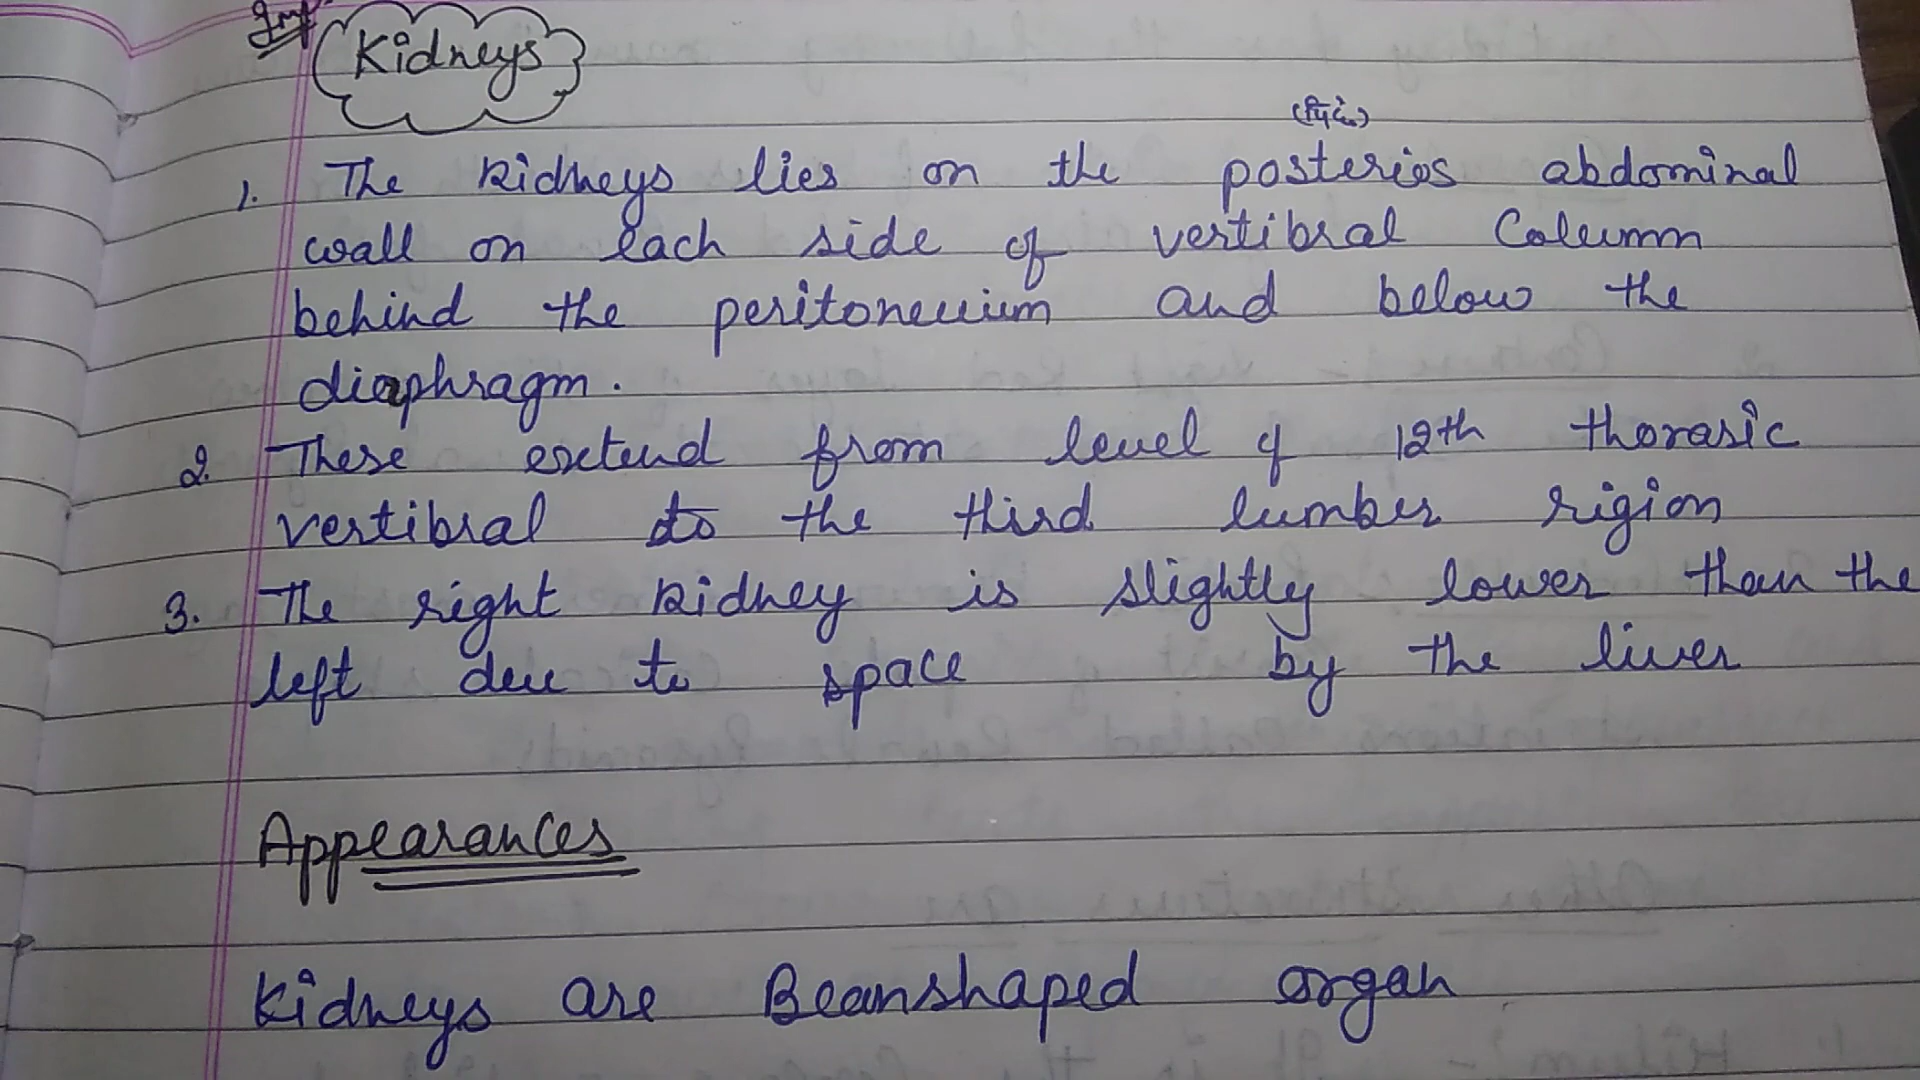 Imp Kidneys
1. The Kidneys lies on the posterior abdominal
wall on each side of vertibral Column
behind the peritoneuium and below the
diaphragm.
2. These extend from level of 12th thorasic
vertibral to the third lumber rigion
3. The right Kidney is slightly lower than the
left due to space by the liver
Appearances
Kidneys are Beanshaped organ